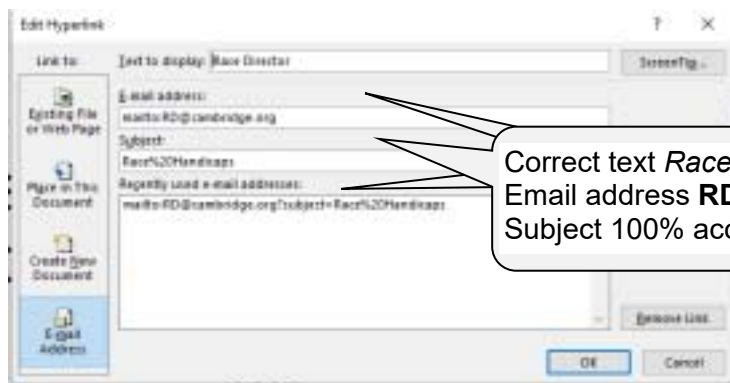 Edit Hyperlink ? ×
Link to: Text to display: Race Director ScreenTip...
E-mail address:
Existing File or Web Page
mailto:RD@cambridge.org
Subject:
Race%20Handicaps
Place in This Document
Recently used e-mail addresses:
mailto:RD@cambridge.org?subject=Race%20Handicaps
Create New Document
E-mail Address
Remove Link
OK Cancel
Correct text Race
Email address RD
Subject 100% acc